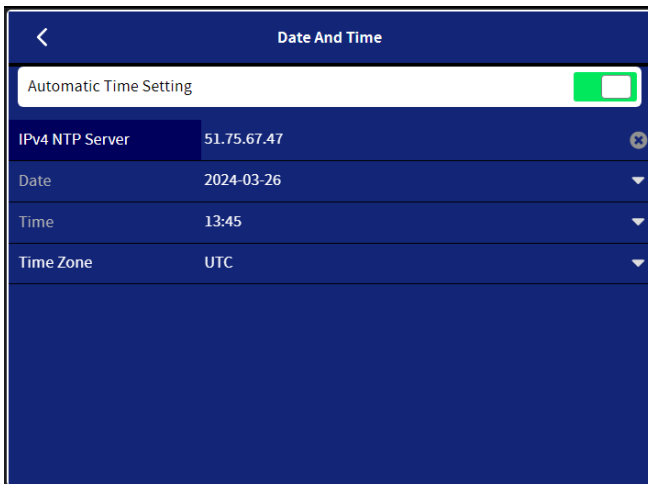 Date And Time
Automatic Time Setting
IPv4 NTP Server 51.75.67.47
Date 2024-03-26
Time 13:45
Time Zone UTC